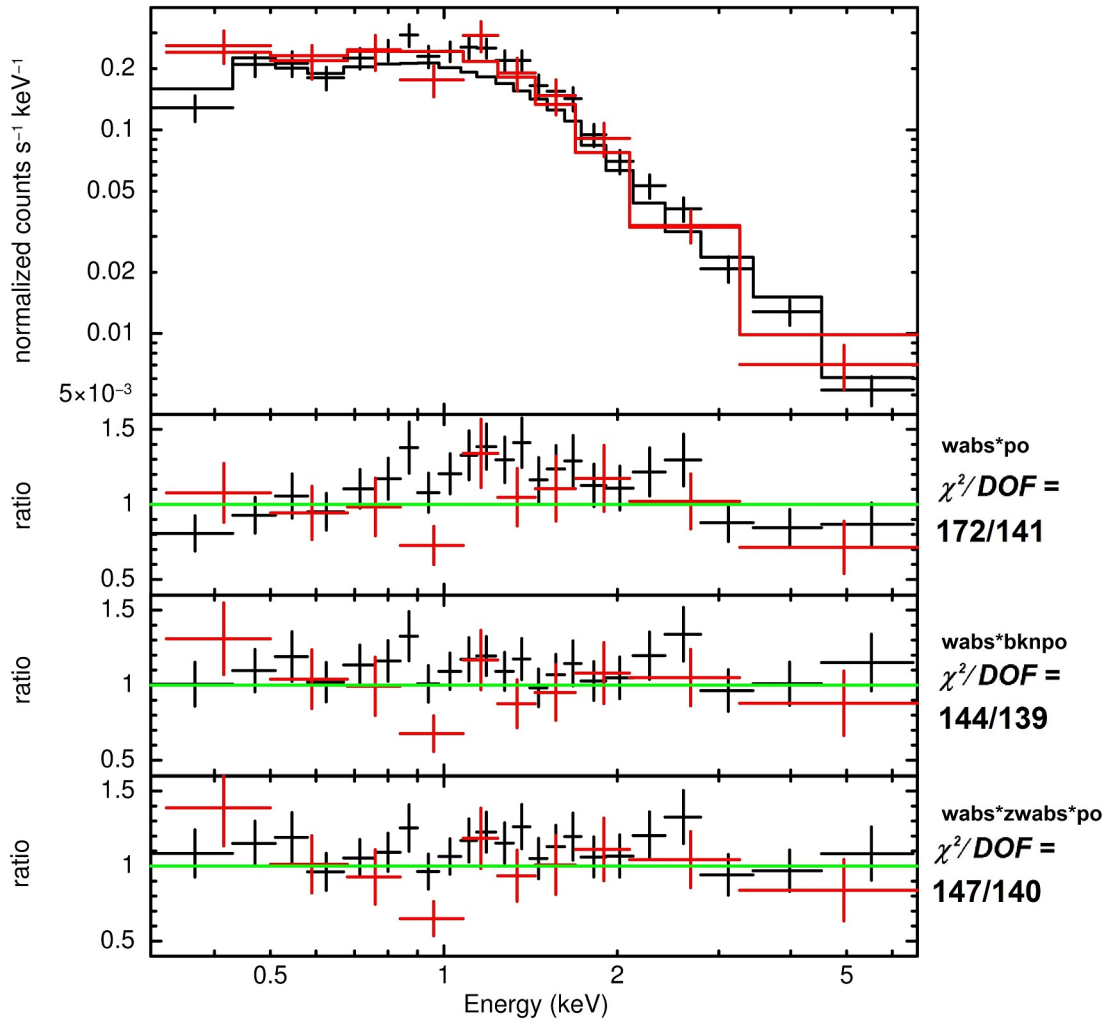 normalized counts s⁻¹ keV⁻¹
0.2
0.1
0.05
0.02
0.01
5×10⁻³
ratio
1.5
1
0.5
wabs*po
χ²/DOF =
172/141
ratio
1.5
1
0.5
wabs*bknpo
χ²/DOF =
144/139
ratio
1.5
1
0.5
wabs*zwabs*po
χ²/DOF =
147/140
0.5
1
2
5
Energy (keV)